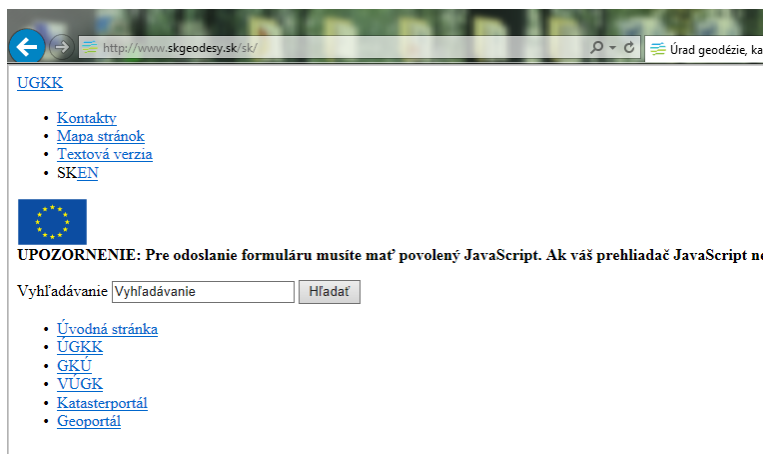 http://www.skgeodesy.sk/sk/
Úrad geodézie, ka
UGKK
Kontakty
Mapa stránok
Textová verzia
SKEN
UPOZORNENIE: Pre odoslanie formuláru musíte mať povolený JavaScript. Ak váš prehliadač JavaScript ne
Vyhľadávanie Vyhľadávanie Hľadať
Úvodná stránka
ÚGKK
GKÚ
VÚGK
Katasterportál
Geoportál